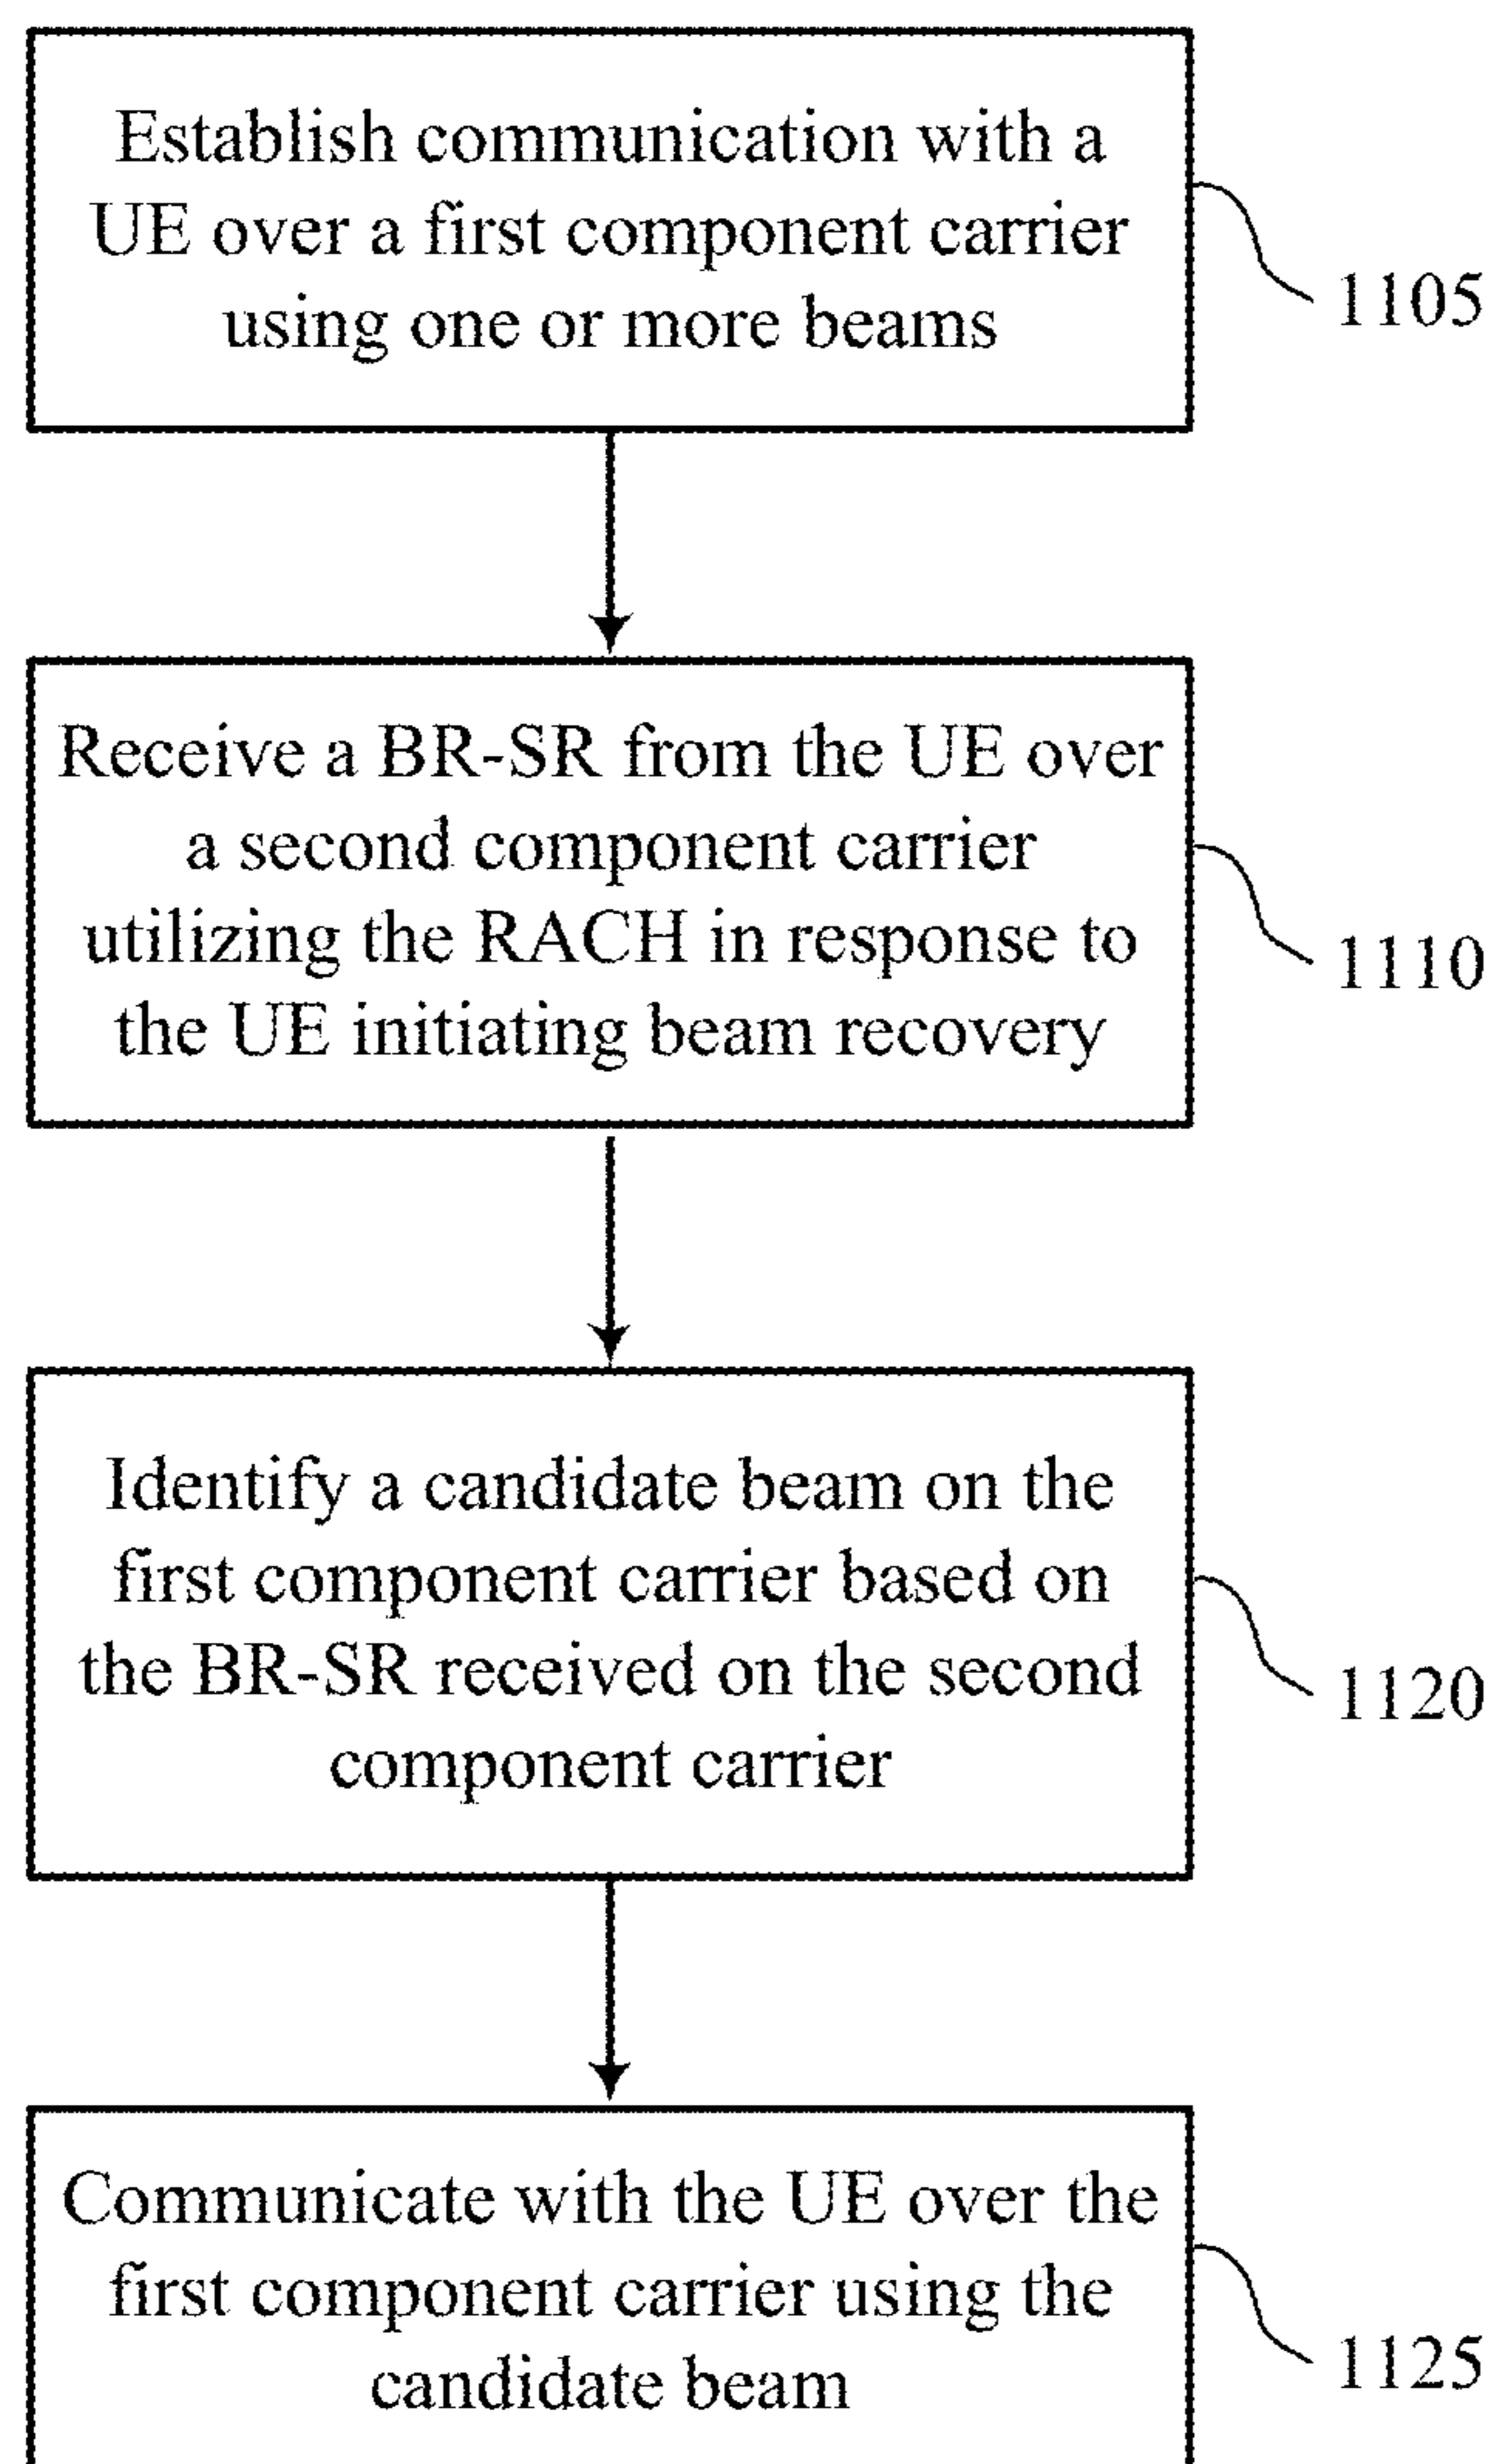 Establish communication with a
UE over a first component carrier
using one or more beams
1105
Receive a BR-SR from the UE over
a second component carrier
utilizing the RACH in response to
the UE initiating beam recovery
1110
Identify a candidate beam on the
first component carrier based on
the BR-SR received on the second
component carrier
1120
Communicate with the UE over the
first component carrier using the
candidate beam
1125